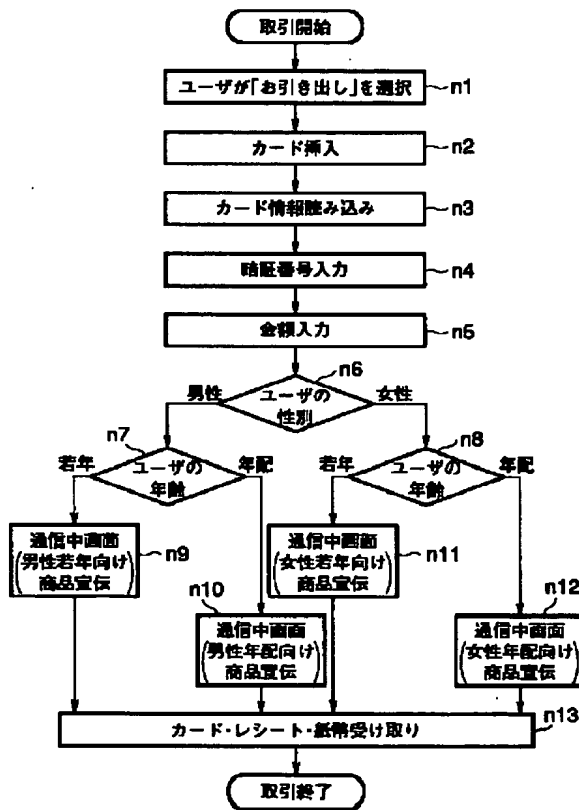 取引開始
ユーザが「お引き出し」を選択
n1
カード挿入
n2
カード情報読み込み
n3
暗証番号入力
n4
金額入力
n5
n6
男性
ユーザの
性別
女性
n7
若年
ユーザの
年齢
年配
n8
若年
ユーザの
年齢
年配
通信中画面
(男性若年向け)
商品宣伝
n9
n10
通信中画面
(男性年配向け)
商品宣伝
通信中画面
(女性若年向け)
商品宣伝
n11
n12
通信中画面
(女性年配向け)
商品宣伝
カード・レシート・紙幣受け取り
n13
取引終了